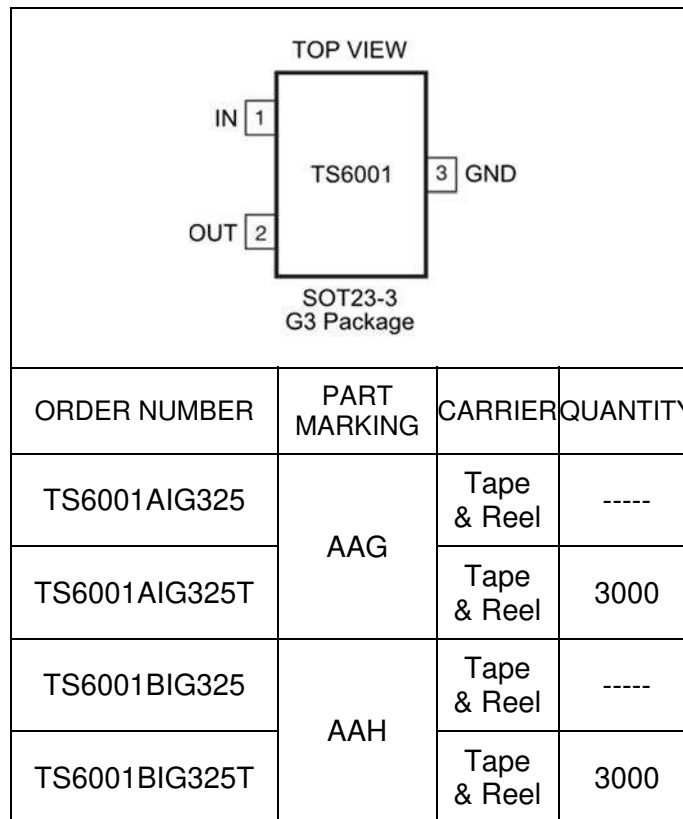 TOP VIEW
IN 1
TS6001
3 GND
OUT 2
SOT23-3
G3 Package
ORDER NUMBER PART MARKING CARRIER QUANTITY
TS6001AIG325 AAG Tape & Reel -----
TS6001AIG325T Tape & Reel 3000
TS6001BIG325 AAH Tape & Reel -----
TS6001BIG325T Tape & Reel 3000